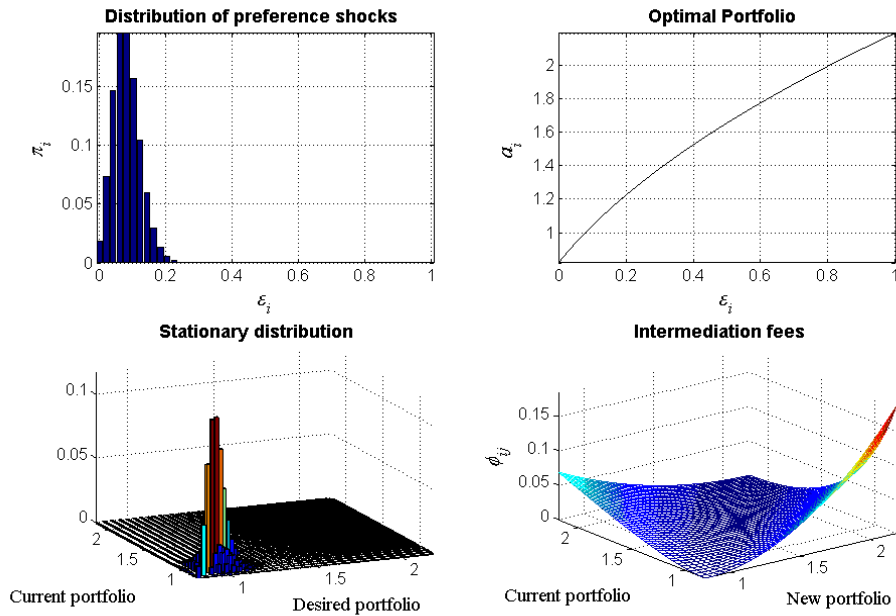 Distribution of preference shocks
0.15
0.1
0.05
0
π_i
0 0.2 0.4 0.6 0.8 1
ε_i
Optimal Portfolio
2
1.8
1.6
1.4
1.2
1
a_i
0 0.2 0.4 0.6 0.8 1
ε_i
Stationary distribution
0.1
0.05
0
2
1.5
1
1
1.5
2
Current portfolio
Desired portfolio
Intermediation fees
0.15
0.1
0.05
0
ϕ_ij
2
1.5
1
1
1.5
2
Current portfolio
New portfolio